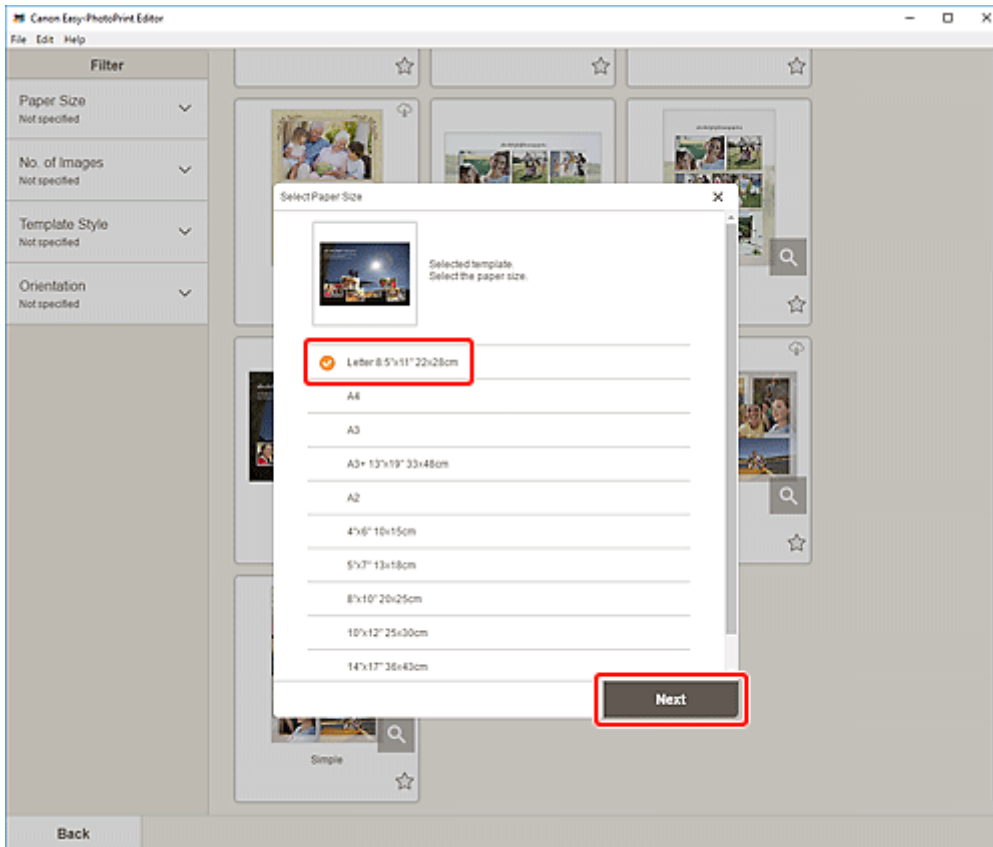 Canon Easy-PhotoPrint Editor
File Edit Help
Filter
Paper Size
Not specified
No. of Images
Not specified
Template Style
Not specified
Orientation
Not specified
Select Paper Size
Selected template.
Select the paper size.
Letter 8.5"x11" 22x28cm
A4
A3
A3+ 13"x19" 33x48cm
A2
4"x6" 10x15cm
5"x7" 13x18cm
8"x10" 20x25cm
10"x12" 25x30cm
14"x17" 36x43cm
Next
Simple
Back